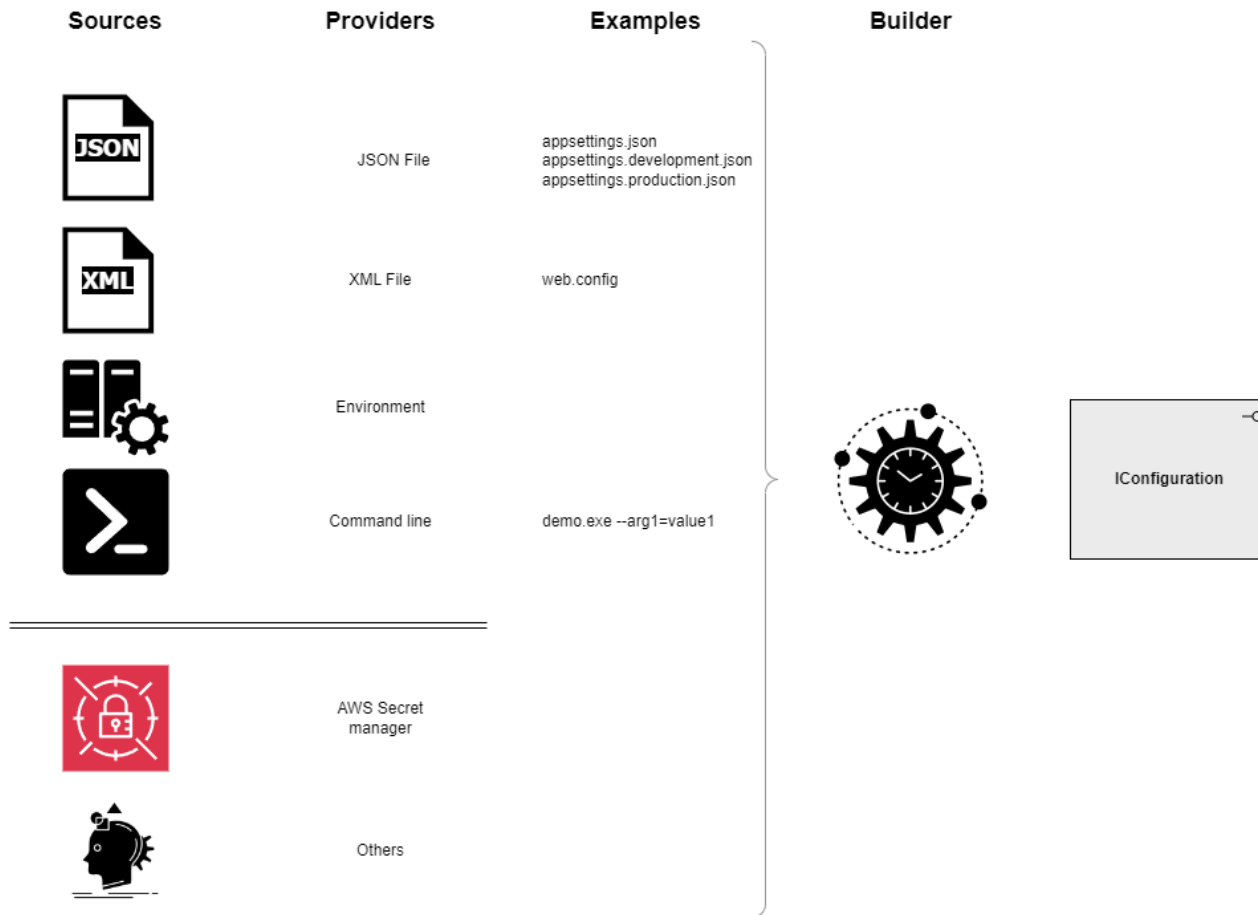 Sources Providers Examples Builder
JSON
JSON File
appsettings.json
appsettings.development.json
appsettings.production.json
XML
XML File
web.config
Environment
IConfiguration
Command line
demo.exe --arg1=value1
AWS Secret
manager
Others